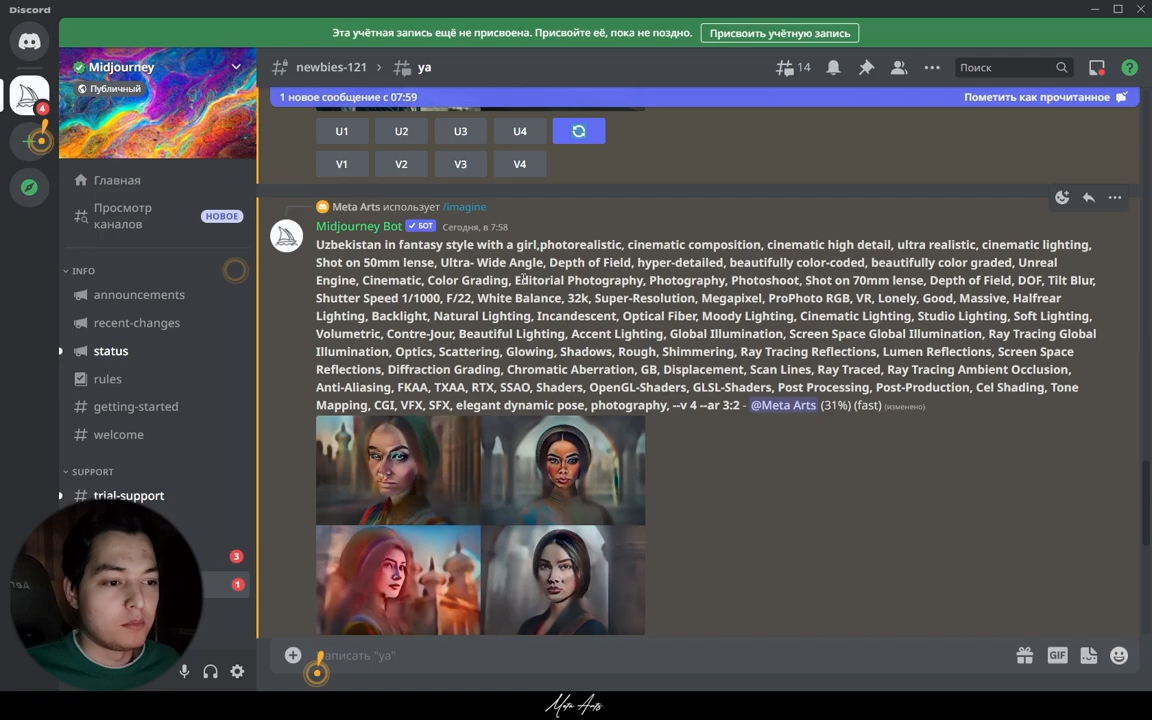 Discord
Эта учётная запись ещё не присвоена. Присвойте её, пока не поздно.
Присвоить учётную запись
4
Midjourney
Публичный
newbies-121
ya
14
Поиск
1 новое сообщение с 07:59
Пометить как прочитанное
Главная
Просмотр
каналов
НОВОЕ
INFO
announcements
recent-changes
status
rules
getting-started
welcome
SUPPORT
trial-support
3
1
U1 U2 U3 U4
V1 V2 V3 V4
Meta Arts использует /imagine
Midjourney Bot БОТ Сегодня, в 7:58
Uzbekistan in fantasy style with a girl,photorealistic, cinematic composition, cinematic high detail, ultra realistic, cinematic lighting,
Shot on 50mm lense, Ultra- Wide Angle, Depth of Field, hyper-detailed, beautifully color-coded, beautifully color graded, Unreal
Engine, Cinematic, Color Grading, Editorial Photography, Photography, Photoshoot, Shot on 70mm lense, Depth of Field, DOF, Tilt Blur,
Shutter Speed 1/1000, F/22, White Balance, 32k, Super-Resolution, Megapixel, ProPhoto RGB, VR, Lonely, Good, Massive, Halfrear
Lighting, Backlight, Natural Lighting, Incandescent, Optical Fiber, Moody Lighting, Cinematic Lighting, Studio Lighting, Soft Lighting,
Volumetric, Contre-Jour, Beautiful Lighting, Accent Lighting, Global Illumination, Screen Space Global Illumination, Ray Tracing Global
Illumination, Optics, Scattering, Glowing, Shadows, Rough, Shimmering, Ray Tracing Reflections, Lumen Reflections, Screen Space
Reflections, Diffraction Grading, Chromatic Aberration, GB, Displacement, Scan Lines, Ray Traced, Ray Tracing Ambient Occlusion,
Anti-Aliasing, FKAA, TXAA, RTX, SSAO, Shaders, OpenGL-Shaders, GLSL-Shaders, Post Processing, Post-Production, Cel Shading, Tone
Mapping, CGI, VFX, SFX, elegant dynamic pose, photography, --v 4 --ar 3:2 - @Meta Arts (31%) (fast) (изменено)
аписать "ya"
GIF
Meta Arts